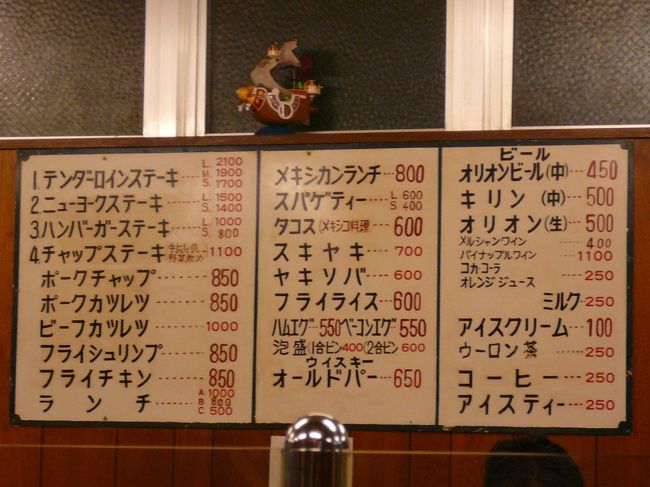 1.テンダーロインステーキ L. 2100 M. 1900 S. 1700
2.ニューヨークステーキ L. 1500 S. 1400
3.ハンバーガーステーキ L. 1000 S. 800
4.チャップステーキ 牛としの野菜炒め 1100
ポークチャップ 850
ポークカツレツ 850
ビーフカツレツ 1000
フライシュリンプ 850
フライチキン 850
ランチ A. 1000 B. 800 C. 500
メキシカンランチ 800
スパゲティー L. 600 S. 400
タコス(メキシコ料理) 600
スキヤキ 700
ヤキソバ 600
フライライス 600
ハムエグ 550 ベーコンエグ 550
泡盛(1合ビン 400 (2合ビン 600
ウイスキー
オールドパー 650
ビール
オリオンビール(中) 450
キリン(中) 500
オリオン(生) 500
メルシャンワイン 400
パイナップルワイン 1100
コカ・コーラ
オレンジジュース 250
ミルク 250
アイスクリーム 100
ウーロン茶 250
コーヒー 250
アイスティー 250